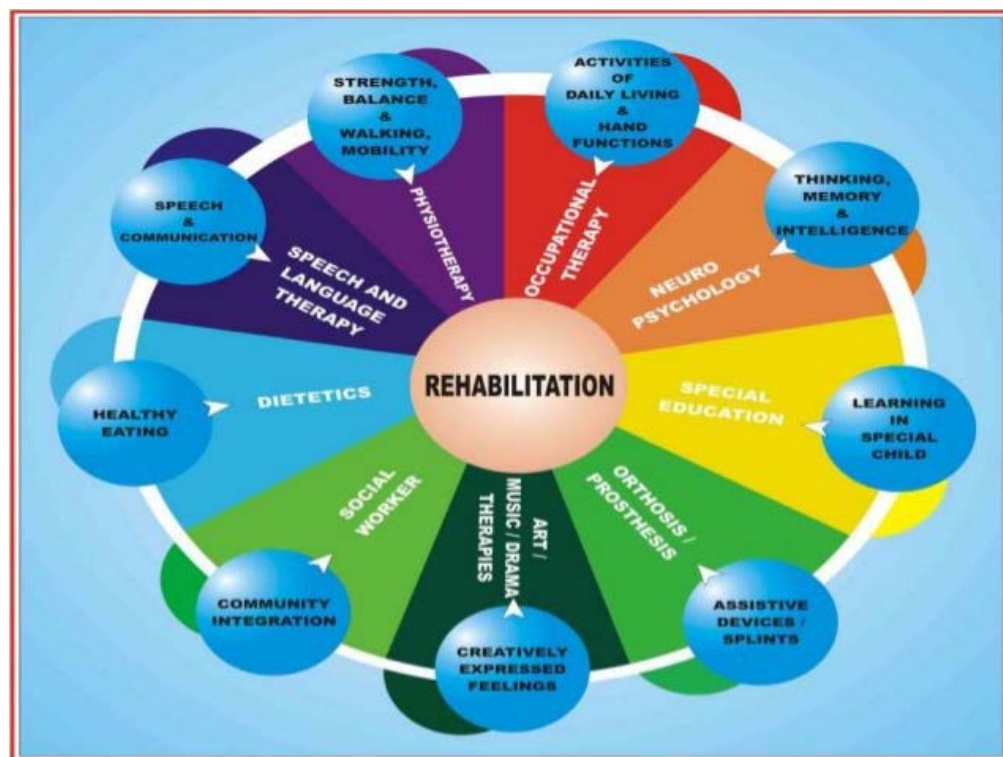 STRENGTH,
BALANCE
&
WALKING,
MOBILITY
PHYSIOTHERAPY
ACTIVITIES
OF
DAILY LIVING
&
HAND
FUNCTIONS
OCCUPATIONAL
THERAPY
THINKING,
MEMORY
&
INTELLIGENCE
NEURO
PSYCHOLOGY
LEARNING
IN
SPECIAL
CHILD
SPECIAL
EDUCATION
ASSISTIVE
DEVICES /
SPLINTS
ORTHOSIS /
PROSTHESIS
CREATIVELY
EXPRESSED
FEELINGS
ART /
MUSIC / DRAMA
THERAPIES
COMMUNITY
INTEGRATION
SOCIAL
WORKER
HEALTHY
EATING
DIETETICS
SPEECH
&
COMMUNICATION
SPEECH AND
LANGUAGE
THERAPY
REHABILITATION